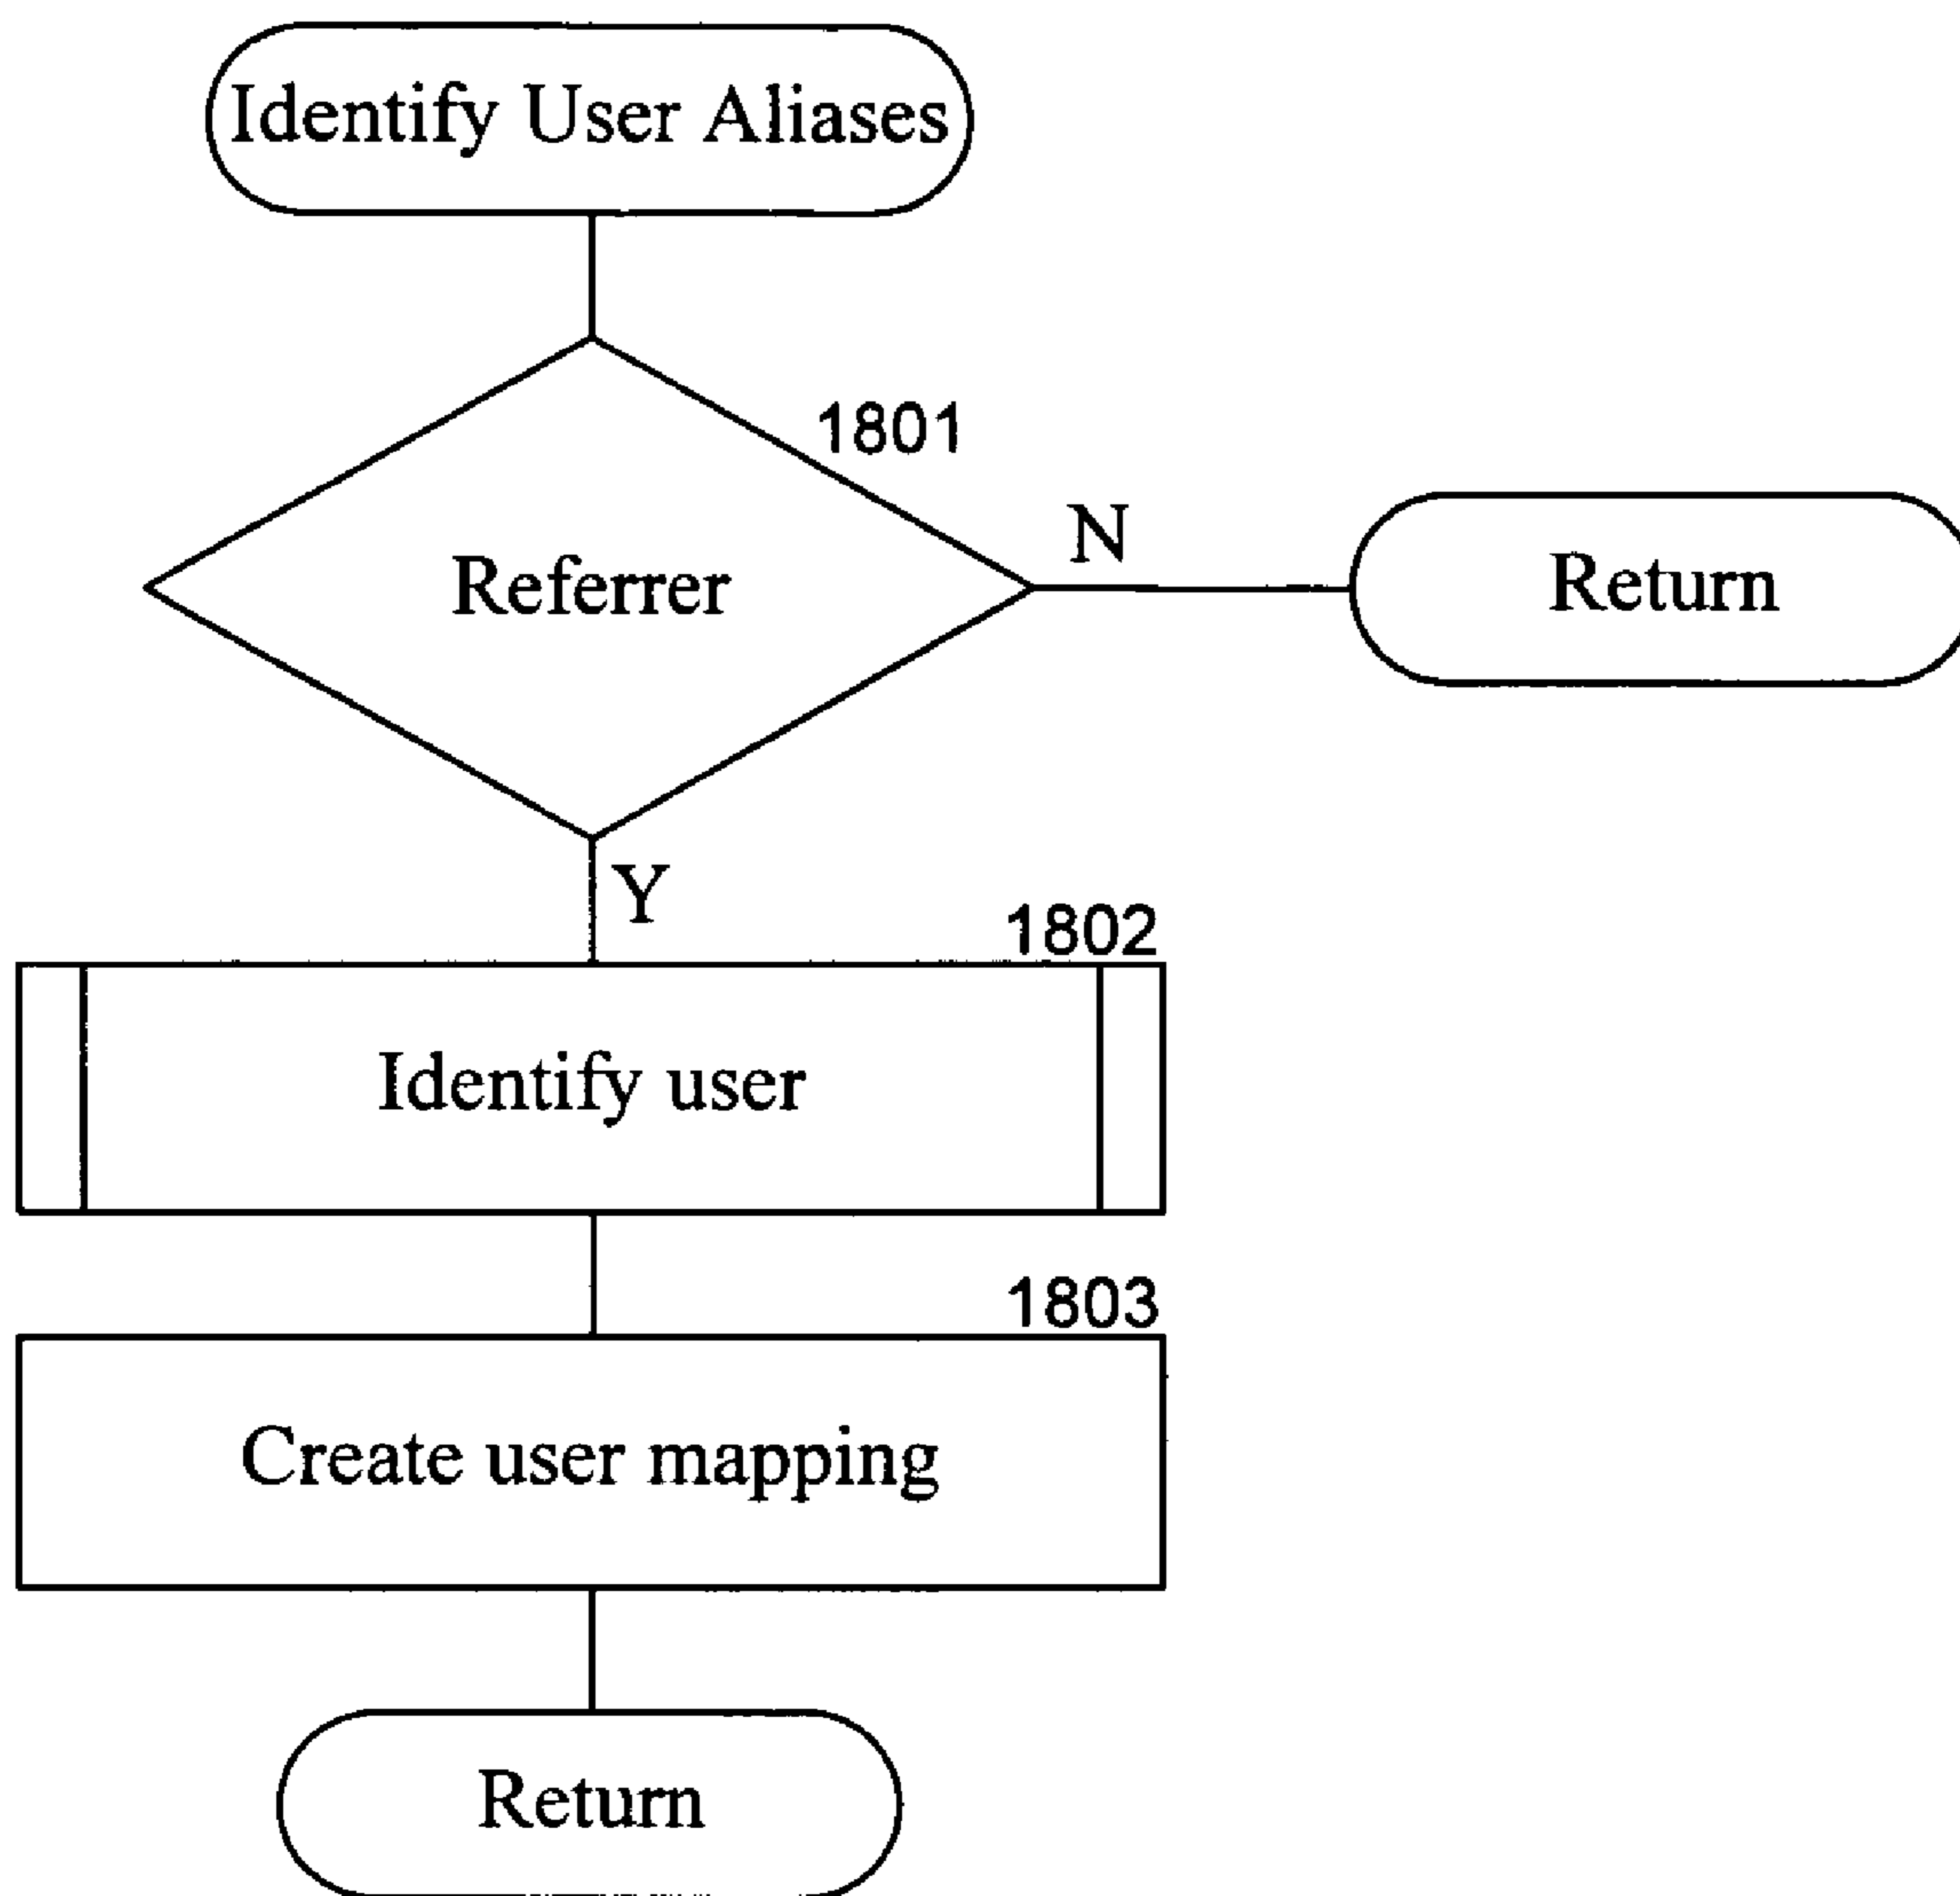 Identify User Aliases
1801
Referrer
N
Return
Y
1802
Identify user
1803
Create user mapping
Return